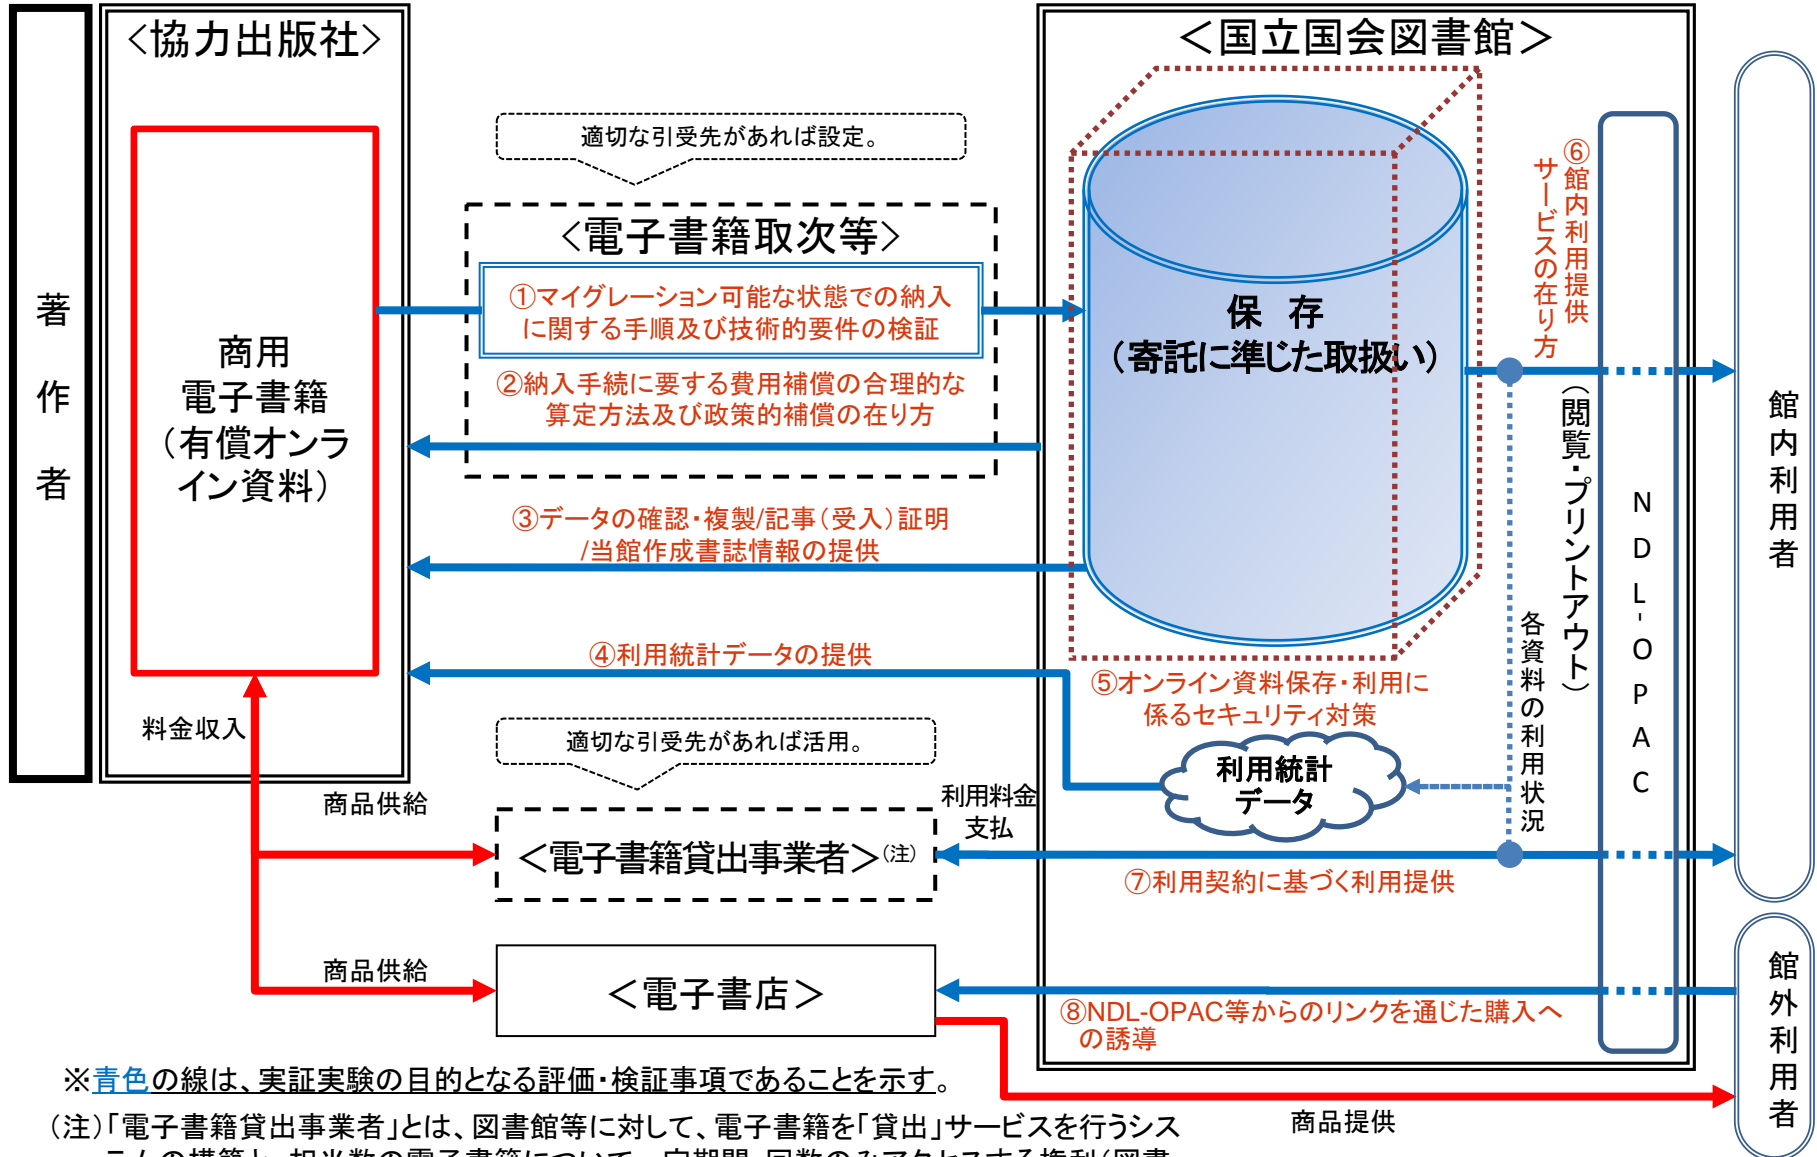 著作者
＜協力出版社＞
商用
電子書籍
（有償オンラ
イン資料）
料金収入
適切な引受先があれば設定。
＜電子書籍取次等＞
①マイグレーション可能な状態での納入
に関する手順及び技術的要件の検証
②納入手続に要する費用補償の合理的な
算定方法及び政策的補償の在り方
③データの確認・複製/記事（受入）証明
/当館作成書誌情報の提供
④利用統計データの提供
適切な引受先があれば活用。
商品供給
＜電子書籍貸出事業者＞（注）
利用料金
支払
商品供給
＜電子書店＞
＜国立国会図書館＞
保　存
（寄託に準じた取扱い）
⑤オンライン資料保存・利用に
係るセキュリティ対策
利用統計
データ
⑥館内利用提供
サービスの在り方
（閲覧・プリントアウト）
各資料の利用状況
NDL-OPAC
⑦利用契約に基づく利用提供
⑧NDL-OPAC等からのリンクを通じた購入へ
の誘導
館内利用者
館外利用者
商品提供
※青色の線は、実証実験の目的となる評価・検証事項であることを示す。
（注）「電子書籍貸出事業者」とは、図書館等に対して、電子書籍を「貸出」サービスを行うシス